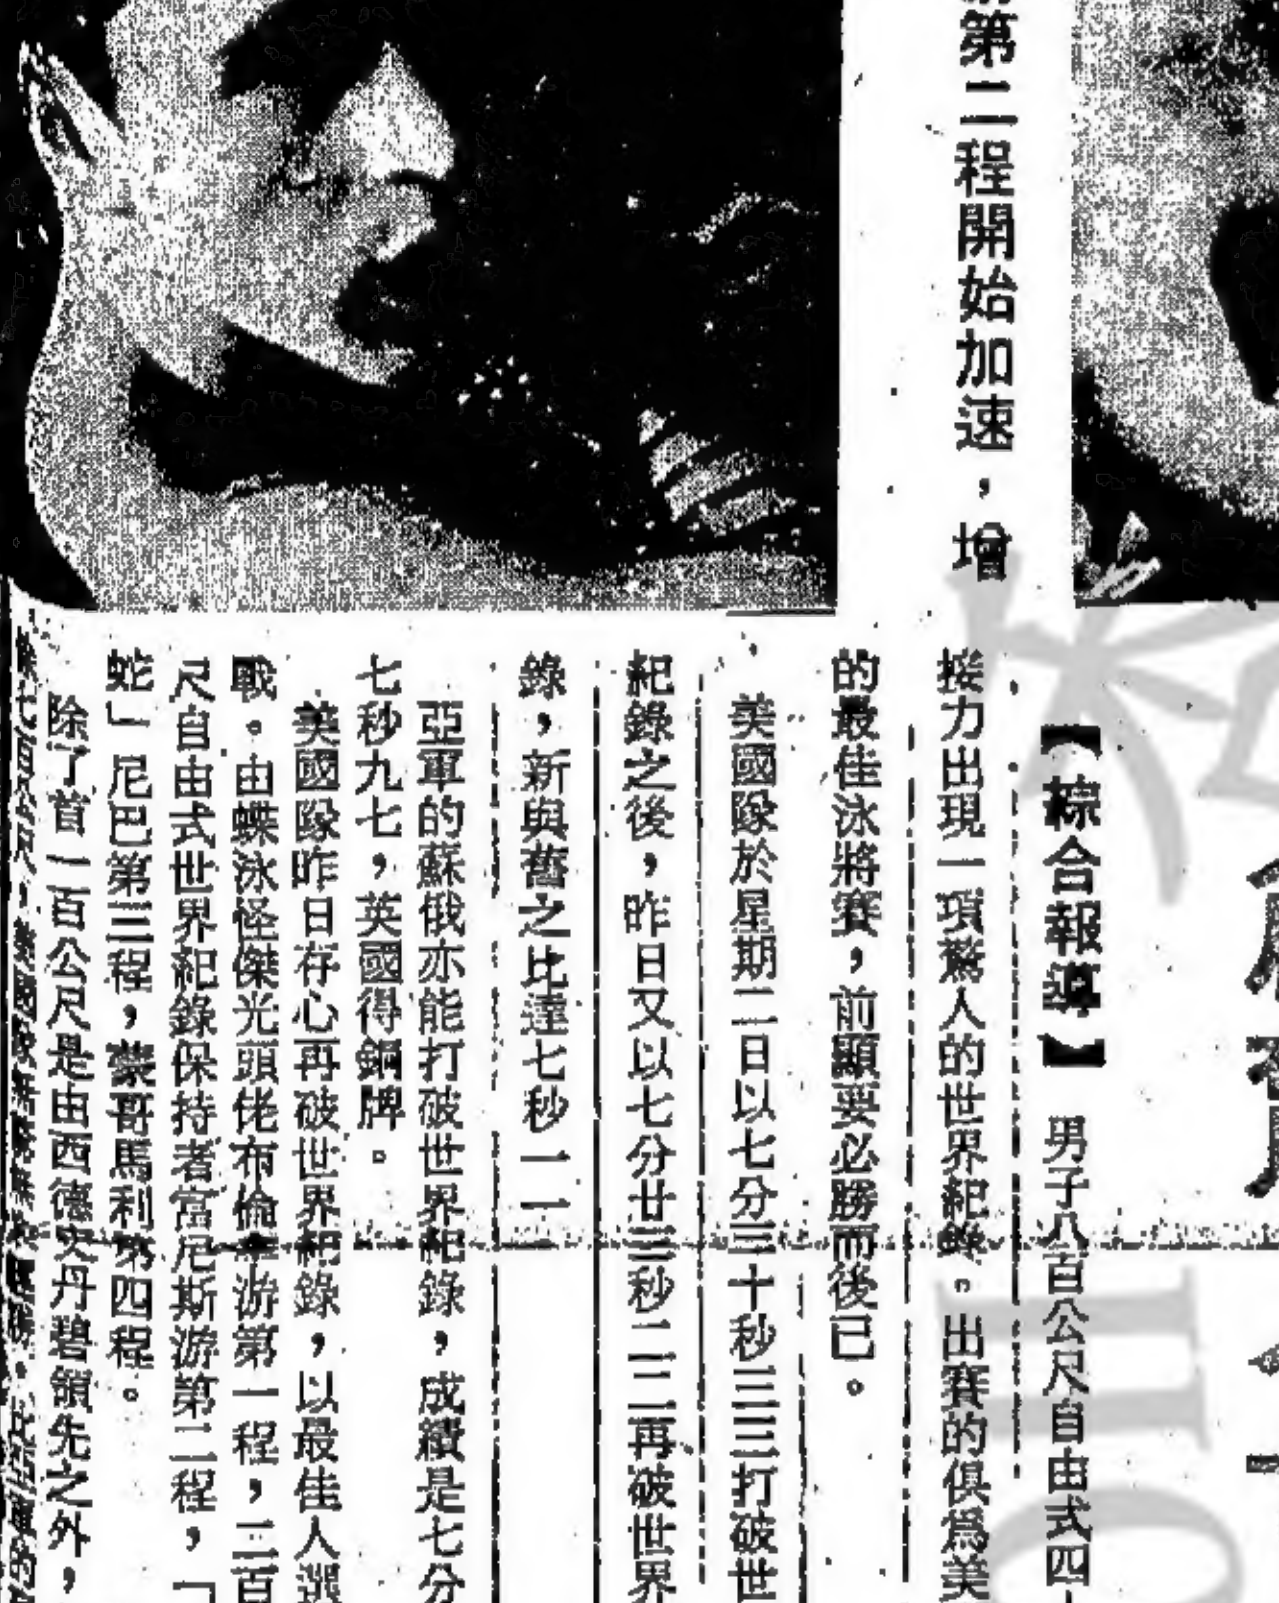 第二程開始加速，增
【綜合報導】 男子八百公尺自由式四
接力出現一項驚人的世界紀錄。出賽的俱爲美
的最佳泳將賽，前顯要必勝而後已。
美國隊於星期二日以七分三十秒三三打破世
紀錄之後，昨日又以七分廿三秒二二再破世界
錄，新與舊之比達七秒一一
亞軍的蘇俄亦能打破世界紀錄，成績是七分
七秒九七，英國得銅牌。
美國隊昨日存心再破世界紀錄，以最佳人選
戰。由蝶泳怪傑光頭佬布倫游第一程，二百
尺自由式世界紀錄保持者富尼斯游第二程，「
蛇」尼巴第三程，蒙哥馬利第四程。
除了首一百公尺是由西德史丹碧領先之外，